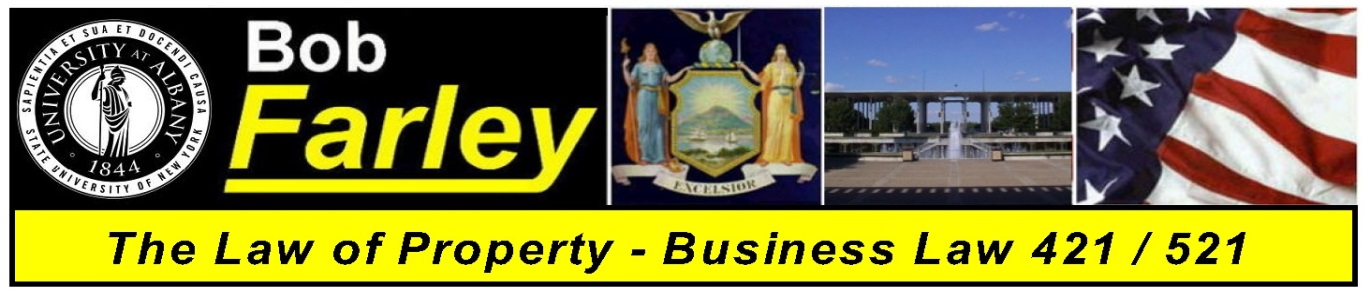 SAPIENTIA ET SUA ET DOCENDI CAUSA
UNIVERSITY AT ALBANY
1844
STATE UNIVERSITY OF NEW YORK
Bob
Farley
EXCELSIOR
The Law of Property - Business Law 421 / 521